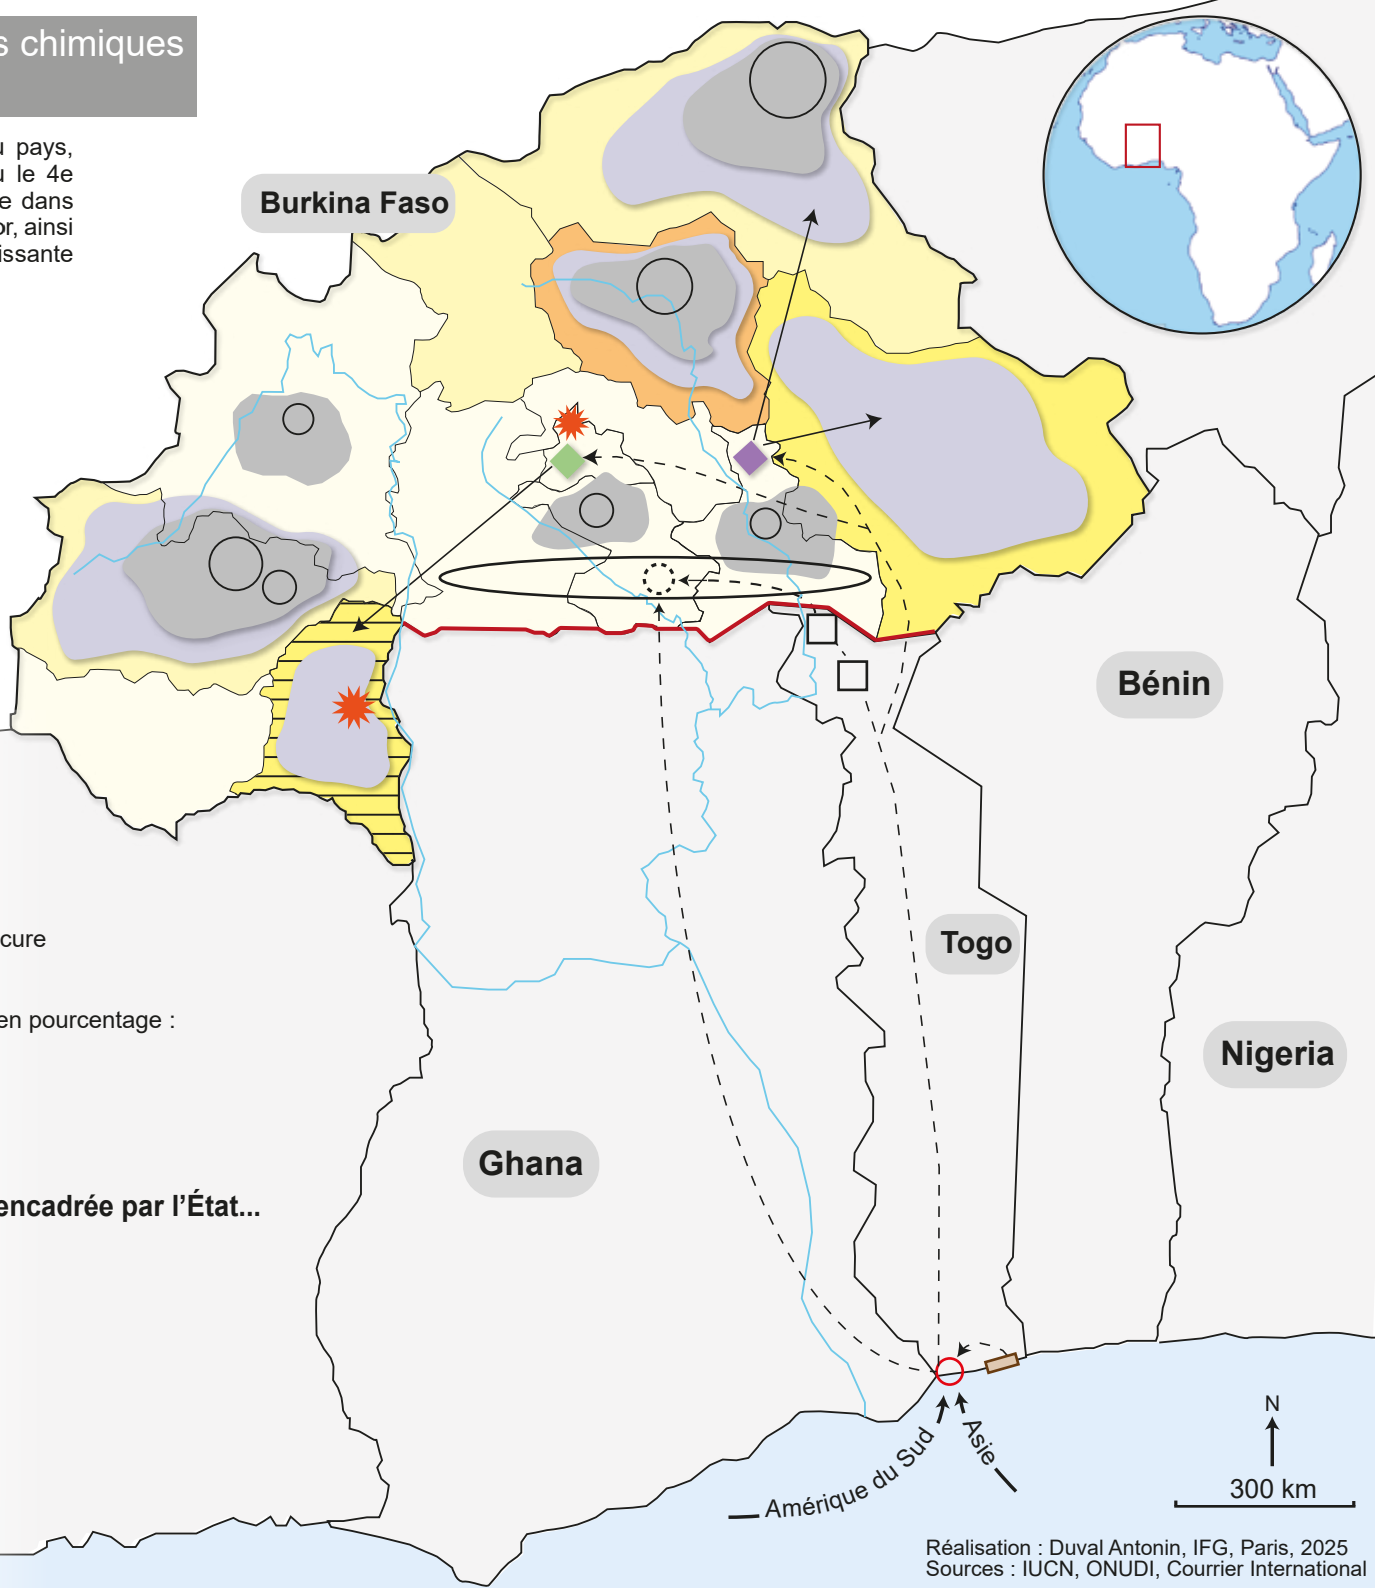 s chimiques
u pays,
u le 4e
e dans
or, ainsi
issante
Burkina Faso
Bénin
cure
Togo
en pourcentage :
Nigeria
Ghana
encadrée par l’État...
N
Amérique du Sud
Asie
300 km
Réalisation : Duval Antonin, IFG, Paris, 2025
Sources : IUCN, ONUDI, Courrier International